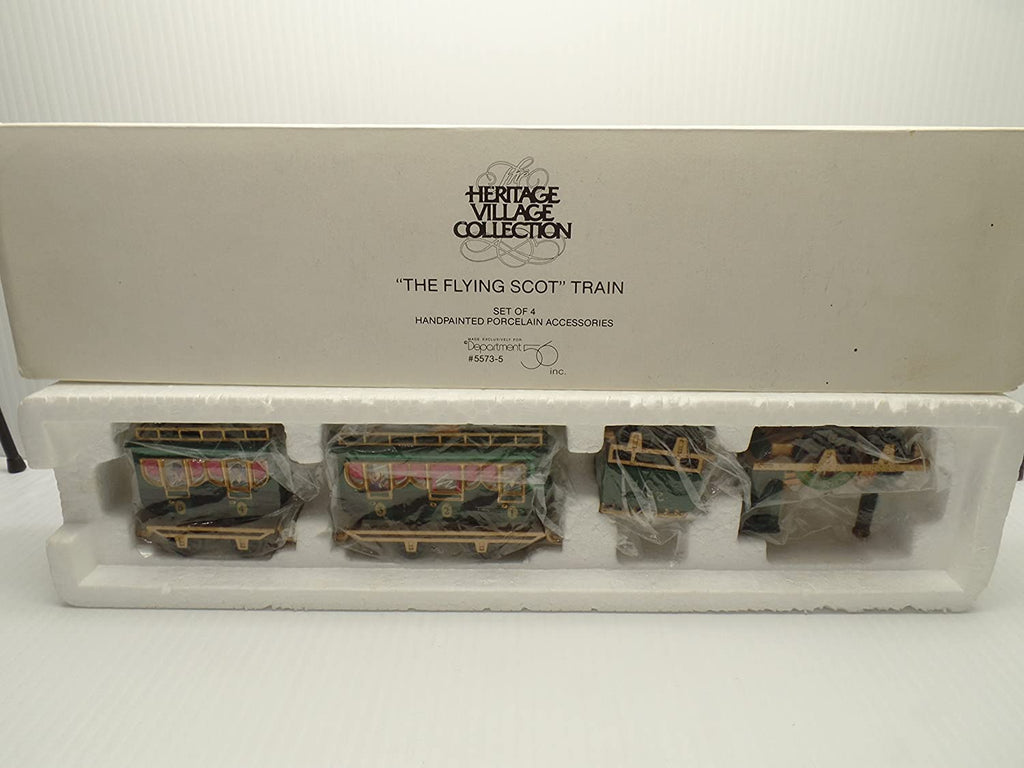 The
HERITAGE
VILLAGE
COLLECTION
“THE FLYING SCOT” TRAIN
SET OF 4
HANDPAINTED PORCELAIN ACCESSORIES
MADE EXCLUSIVELY FOR
©Department 56
#5573-5 inc.